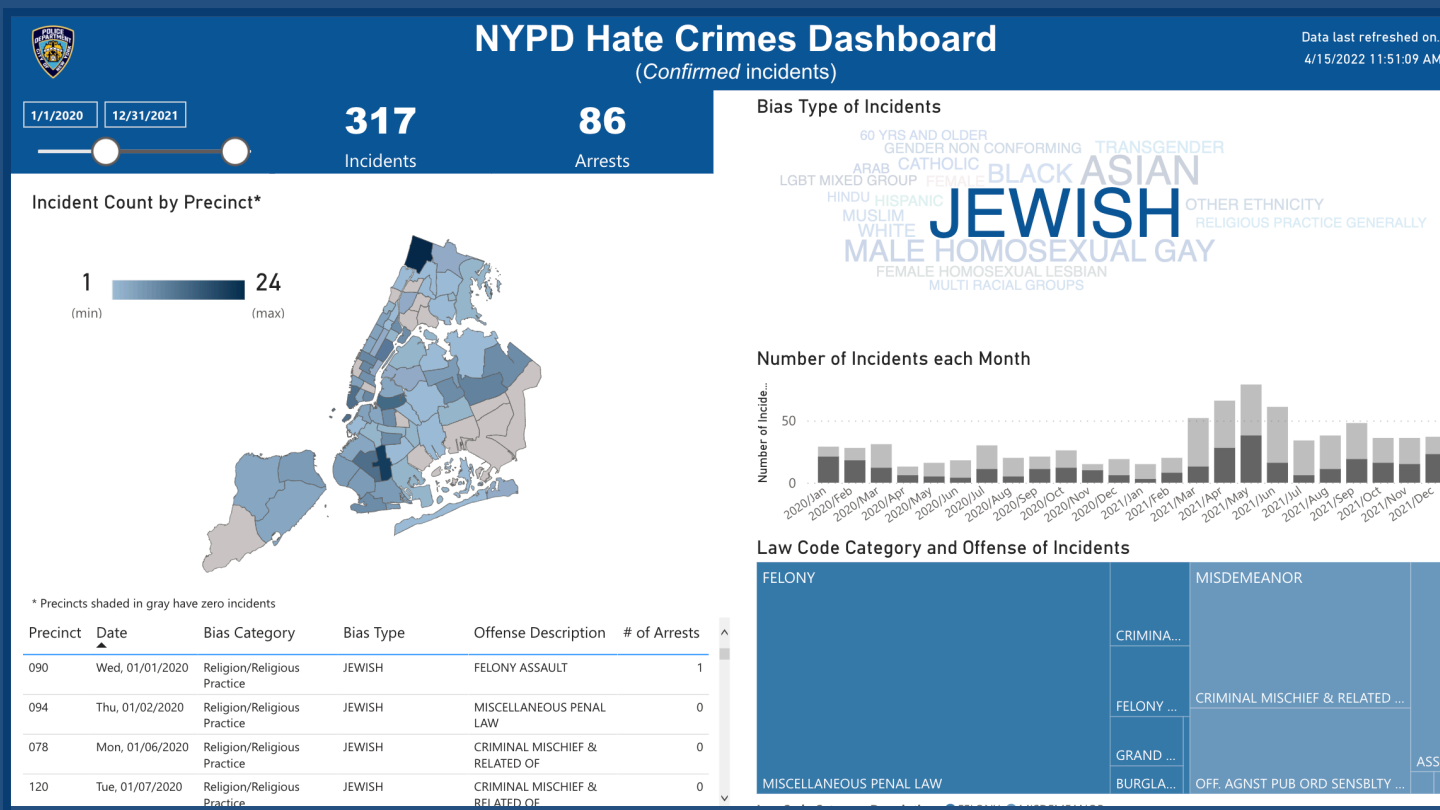 POLICE
DEPARTMENT
CITY OF
NEW YORK
NYPD Hate Crimes Dashboard
(Confirmed incidents)
Data last refreshed on.
4/15/2022 11:51:09 AM
1/1/2020
12/31/2021
317
Incidents
86
Arrests
Incident Count by Precinct*
1
(min)
24
(max)
* Precincts shaded in gray have zero incidents
Precinct Date Bias Category Bias Type Offense Description # of Arrests
090 Wed, 01/01/2020 Religion/Religious JEWISH FELONY ASSAULT 1
Practice
094 Thu, 01/02/2020 Religion/Religious JEWISH MISCELLANEOUS PENAL 0
Practice LAW
078 Mon, 01/06/2020 Religion/Religious JEWISH CRIMINAL MISCHIEF & 0
Practice RELATED OF
120 Tue, 01/07/2020 Religion/Religious JEWISH CRIMINAL MISCHIEF & 0
Practice RELATED OF
Bias Type of Incidents
60 YRS AND OLDER
GENDER NON CONFORMING TRANSGENDER
ARAB CATHOLIC BLACK ASIAN
LGBT MIXED GROUP FEMALE
HINDU HISPANIC JEWISH OTHER ETHNICITY
MUSLIM RELIGIOUS PRACTICE GENERALLY
WHITE
MALE HOMOSEXUAL GAY
FEMALE HOMOSEXUAL LESBIAN
MULTI RACIAL GROUPS
Number of Incidents each Month
Number of Incide...
50
0
2020/Jan
2020/Feb
2020/Mar
2020/Apr
2020/May
2020/Jun
2020/Jul
2020/Aug
2020/Sep
2020/Oct
2020/Nov
2020/Dec
2021/Jan
2021/Feb
2021/Mar
2021/Apr
2021/May
2021/Jun
2021/Jul
2021/Aug
2021/Sep
2021/Oct
2021/Nov
2021/Dec
Law Code Category and Offense of Incidents
FELONY
MISCELLANEOUS PENAL LAW
CRIMINA...
FELONY ...
GRAND ...
BURGLA...
MISDEMEANOR
CRIMINAL MISCHIEF & RELATED ...
OFF. AGNST PUB ORD SENSBLTY ...
ASS